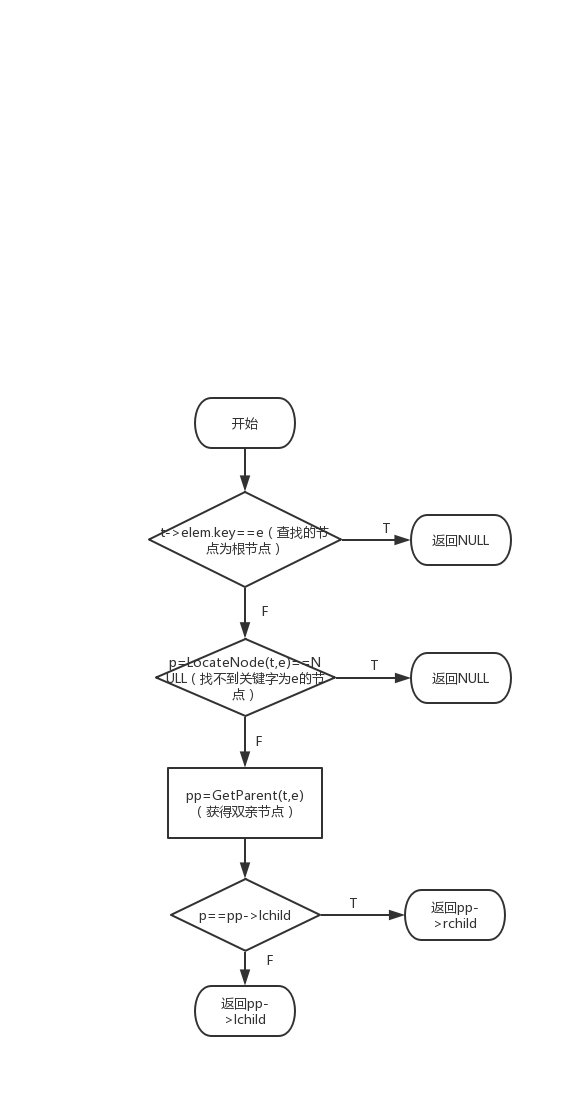 开始
t->elem.key==e（查找的节
点为根节点）
T
返回NULL
F
p=LocateNode(t,e)==N
ULL（找不到关键字为e的节
点）
T
返回NULL
F
pp=GetParent(t,e)
（获得双亲节点）
p==pp->lchild
T
返回pp-
>rchild
F
返回pp-
>lchild